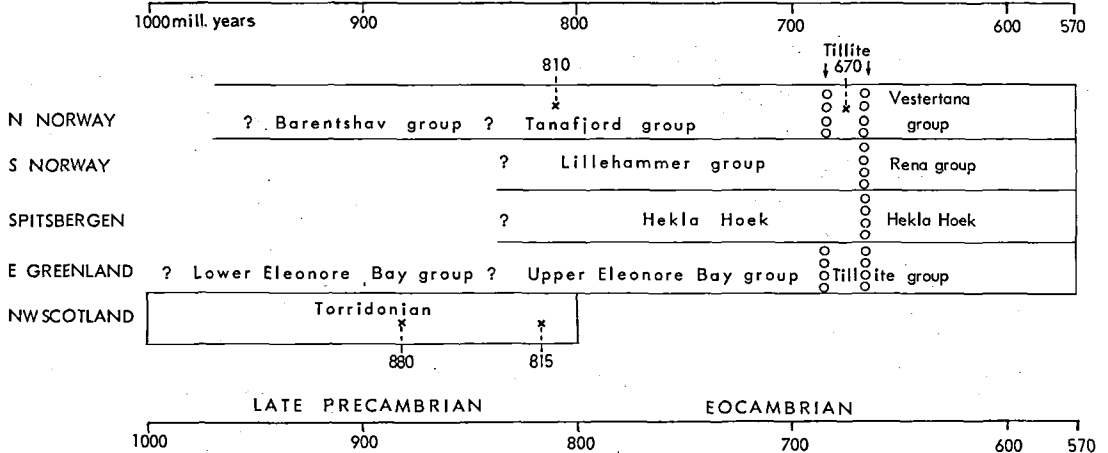 1000 mill. years 900 800 700 600 570
Tillite
810 670
N NORWAY ? Barentshav group ? Tanafjord group Vestertana group
S NORWAY ? Lillehammer group Rena group
SPITSBERGEN ? Hekla Hoek Hekla Hoek
E GREENLAND ? Lower Eleonore Bay group ? Upper Eleonore Bay group Tillite group
NW SCOTLAND Torridonian
880 815
LATE PRECAMBRIAN EOCAMBRIAN
1000 900 800 700 600 570